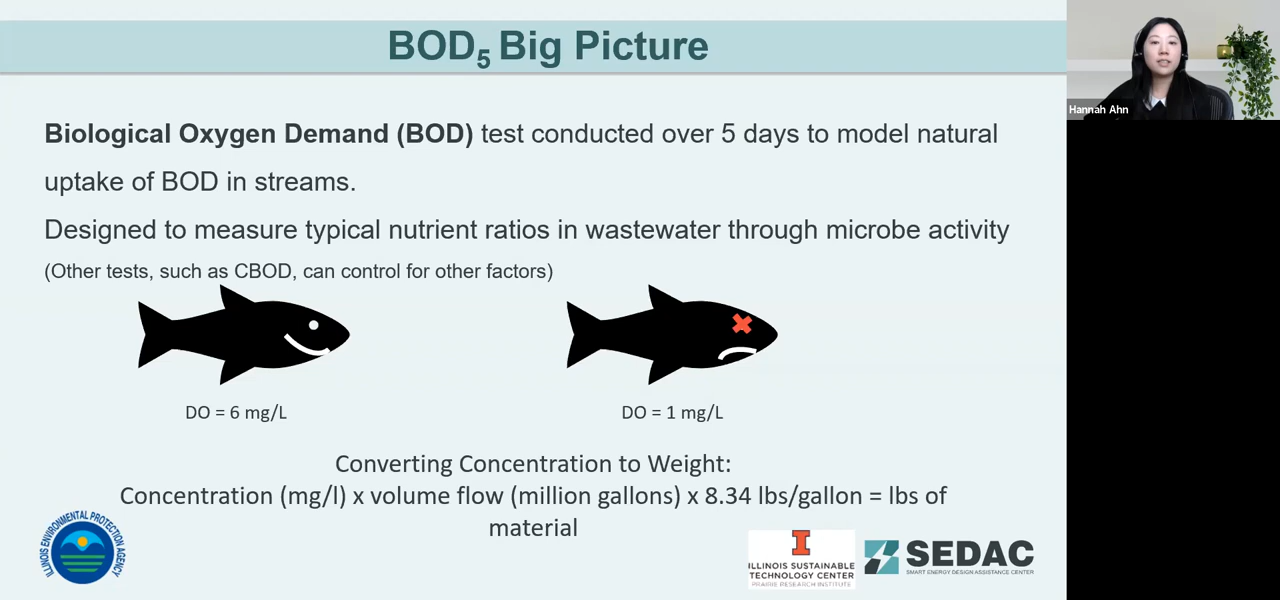 BOD5 Big Picture
Hannah Ahn
Biological Oxygen Demand (BOD) test conducted over 5 days to model natural
uptake of BOD in streams.
Designed to measure typical nutrient ratios in wastewater through microbe activity
(Other tests, such as CBOD, can control for other factors)
DO = 6 mg/L
DO = 1 mg/L
Converting Concentration to Weight:
Concentration (mg/l) x volume flow (million gallons) x 8.34 lbs/gallon = lbs of
material
ILLINOIS ENVIRONMENTAL PROTECTION AGENCY
I
ILLINOIS SUSTAINABLE
TECHNOLOGY CENTER
PRAIRIE RESEARCH INSTITUTE
SEDAC
SMART ENERGY DESIGN ASSISTANCE CENTER